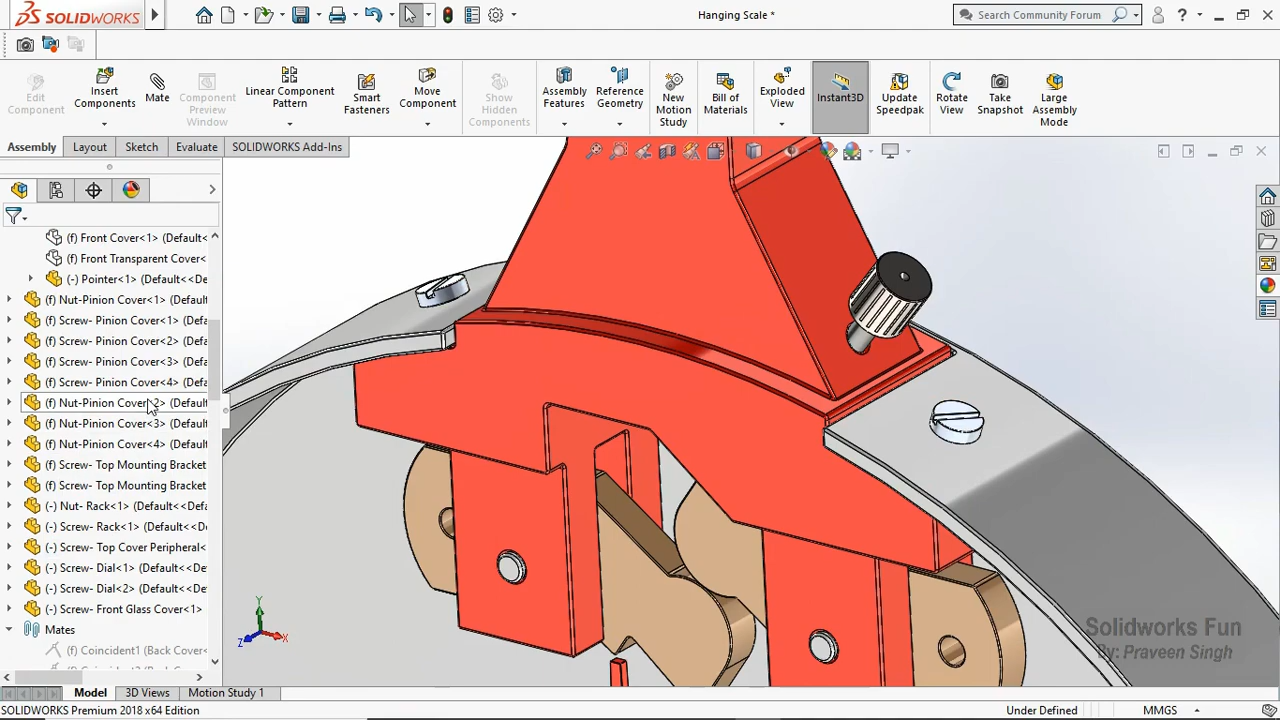 SOLIDWORKS
Hanging Scale *
Search Community Forum
Edit Component
Insert Components
Mate
Component Preview Window
Linear Component Pattern
Smart Fasteners
Move Component
Show Hidden Components
Assembly Features
Reference Geometry
New Motion Study
Bill of Materials
Exploded View
Instant3D
Update Speedpak
Rotate View
Take Snapshot
Large Assembly Mode
Assembly Layout Sketch Evaluate SOLIDWORKS Add-Ins
(f) Front Cover<1> (Default<
(f) Front Transparent Cover<
(-) Pointer<1> (Default<<De
(f) Nut-Pinion Cover<1> (Default
(f) Screw- Pinion Cover<1> (Defa
(f) Screw- Pinion Cover<2> (Defa
(f) Screw- Pinion Cover<3> (Defa
(f) Screw- Pinion Cover<4> (Defa
(f) Nut-Pinion Cover<2> (Default
(f) Nut-Pinion Cover<3> (Default
(f) Nut-Pinion Cover<4> (Default
(f) Screw- Top Mounting Bracket
(f) Screw- Top Mounting Bracket
(-) Nut- Rack<1> (Default<<De
(-) Screw- Rack<1> (Default<<D
(-) Screw- Top Cover Peripheral<
(-) Screw- Dial<1> (Default<<De
(-) Screw- Dial<2> (Default<<De
(-) Screw- Front Glass Cover<1>
Mates
Coincident1 (Back Cover<
Y
Z
X
Solidworks Fun
By: Praveen Singh
Model 3D Views Motion Study 1
SOLIDWORKS Premium 2018 x64 Edition
Under Defined
MMGS